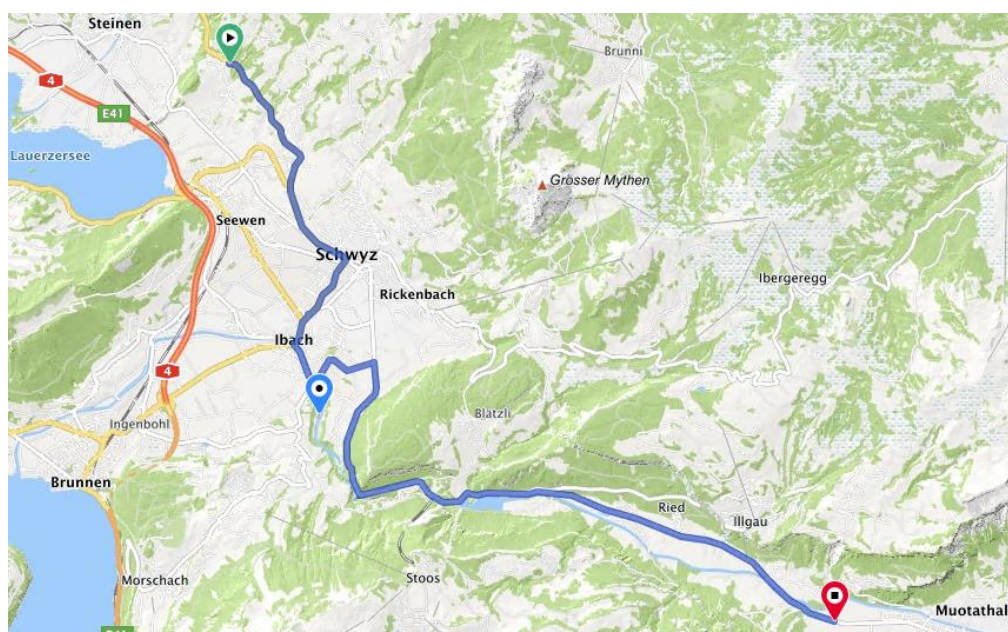 Steinen
Brunni
4
E41
Lauerzersee
Grosser Mythen
Seewen
Schwyz
Ibergeregg
Rickenbach
Ibach
4
Blätzli
Ingenbohl
Brunnen
Ried
Illgau
Stoos
Morschach
Muotathal